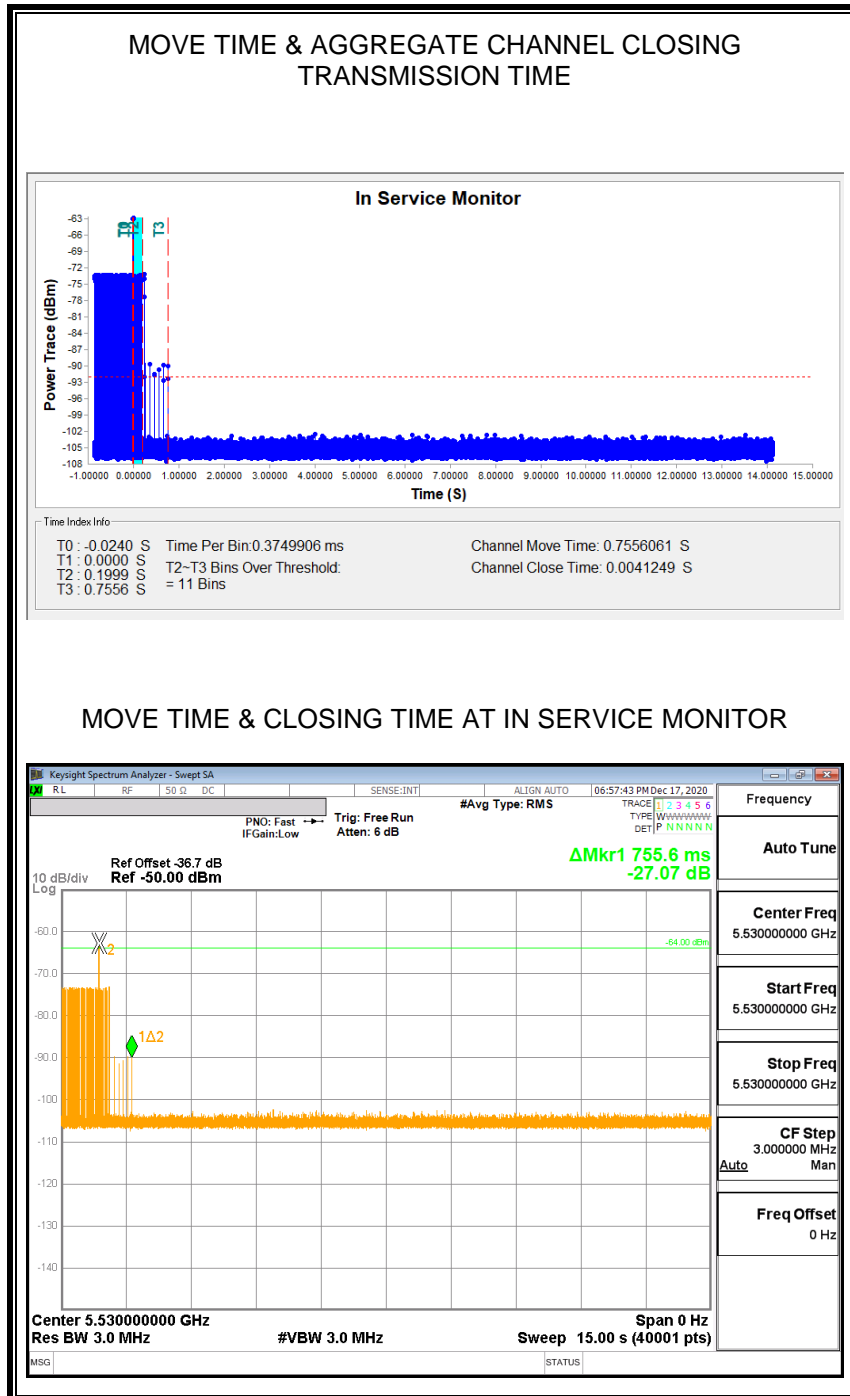 MOVE TIME & AGGREGATE CHANNEL CLOSING
TRANSMISSION TIME
In Service Monitor
T2
T3
Power Trace (dBm)
-63
-66
-69
-72
-75
-78
-81
-84
-87
-90
-93
-96
-99
-102
-105
-108
-1.00000 0.00000 1.00000 2.00000 3.00000 4.00000 5.00000 6.00000 7.00000 8.00000 9.00000 10.00000 11.00000 12.00000 13.00000 14.00000 15.00000
Time (S)
Time Index Info
T0 : -0.0240 S Time Per Bin:0.3749906 ms Channel Move Time: 0.7556061 S
T1 : 0.0000 S T2~T3 Bins Over Threshold: Channel Close Time: 0.0041249 S
T2 : 0.1999 S = 11 Bins
T3 : 0.7556 S
MOVE TIME & CLOSING TIME AT IN SERVICE MONITOR
Keysight Spectrum Analyzer - Swept SA
LXI RL RF 50 Ω DC SENSE:INT ALIGN AUTO 06:57:43 PM Dec 17, 2020
#Avg Type: RMS TRACE 1 2 3 4 5 6
PNO: Fast Trig: Free Run TYPE WWWWWW
IFGain:Low Atten: 6 dB DET P N N N N N
ΔMkr1 755.6 ms
-27.07 dB
Ref Offset -36.7 dB
10 dB/div Ref -50.00 dBm
Log
-60.0
-64.00 dBm
2
-70.0
-80.0
1Δ2
-90.0
-100
-110
-120
-130
-140
Center 5.530000000 GHz Span 0 Hz
Res BW 3.0 MHz #VBW 3.0 MHz Sweep 15.00 s (40001 pts)
MSG STATUS
Frequency
Auto Tune
Center Freq
5.530000000 GHz
Start Freq
5.530000000 GHz
Stop Freq
5.530000000 GHz
CF Step
3.000000 MHz
Auto Man
Freq Offset
0 Hz